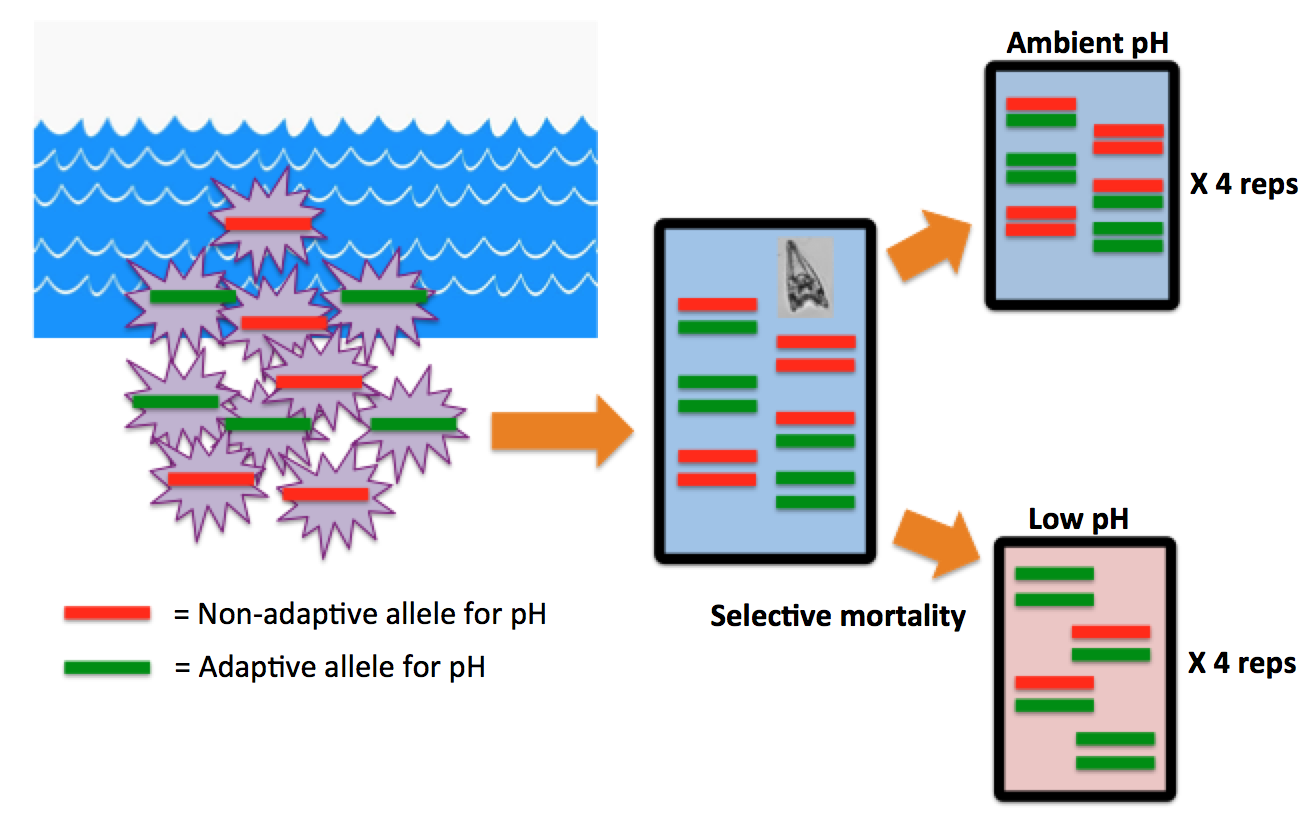 Ambient pH
X 4 reps
Low pH
Selective mortality
X 4 reps
= Non-adaptive allele for pH
= Adaptive allele for pH